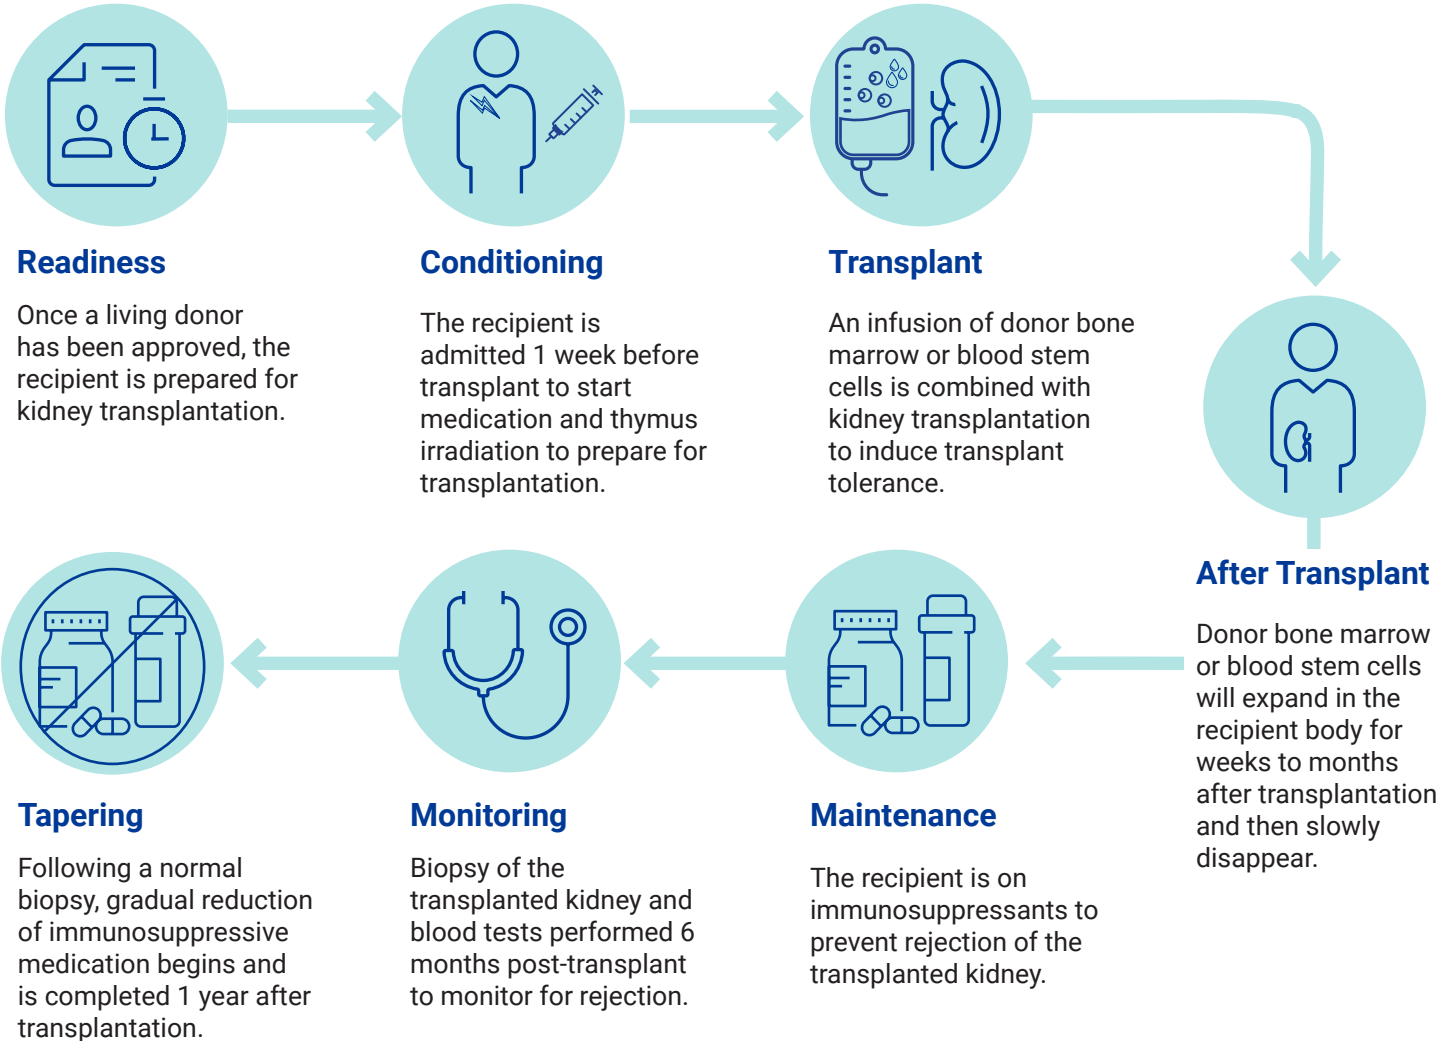 Readiness
Once a living donor
has been approved, the
recipient is prepared for
kidney transplantation.
Conditioning
The recipient is
admitted 1 week before
transplant to start
medication and thymus
irradiation to prepare for
transplantation.
Transplant
An infusion of donor bone
marrow or blood stem
cells is combined with
kidney transplantation
to induce transplant
tolerance.
After Transplant
Donor bone marrow
or blood stem cells
will expand in the
recipient body for
weeks to months
after transplantation
and then slowly
disappear.
Maintenance
The recipient is on
immunosuppressants to
prevent rejection of the
transplanted kidney.
Monitoring
Biopsy of the
transplanted kidney and
blood tests performed 6
months post-transplant
to monitor for rejection.
Tapering
Following a normal
biopsy, gradual reduction
of immunosuppressive
medication begins and
is completed 1 year after
transplantation.